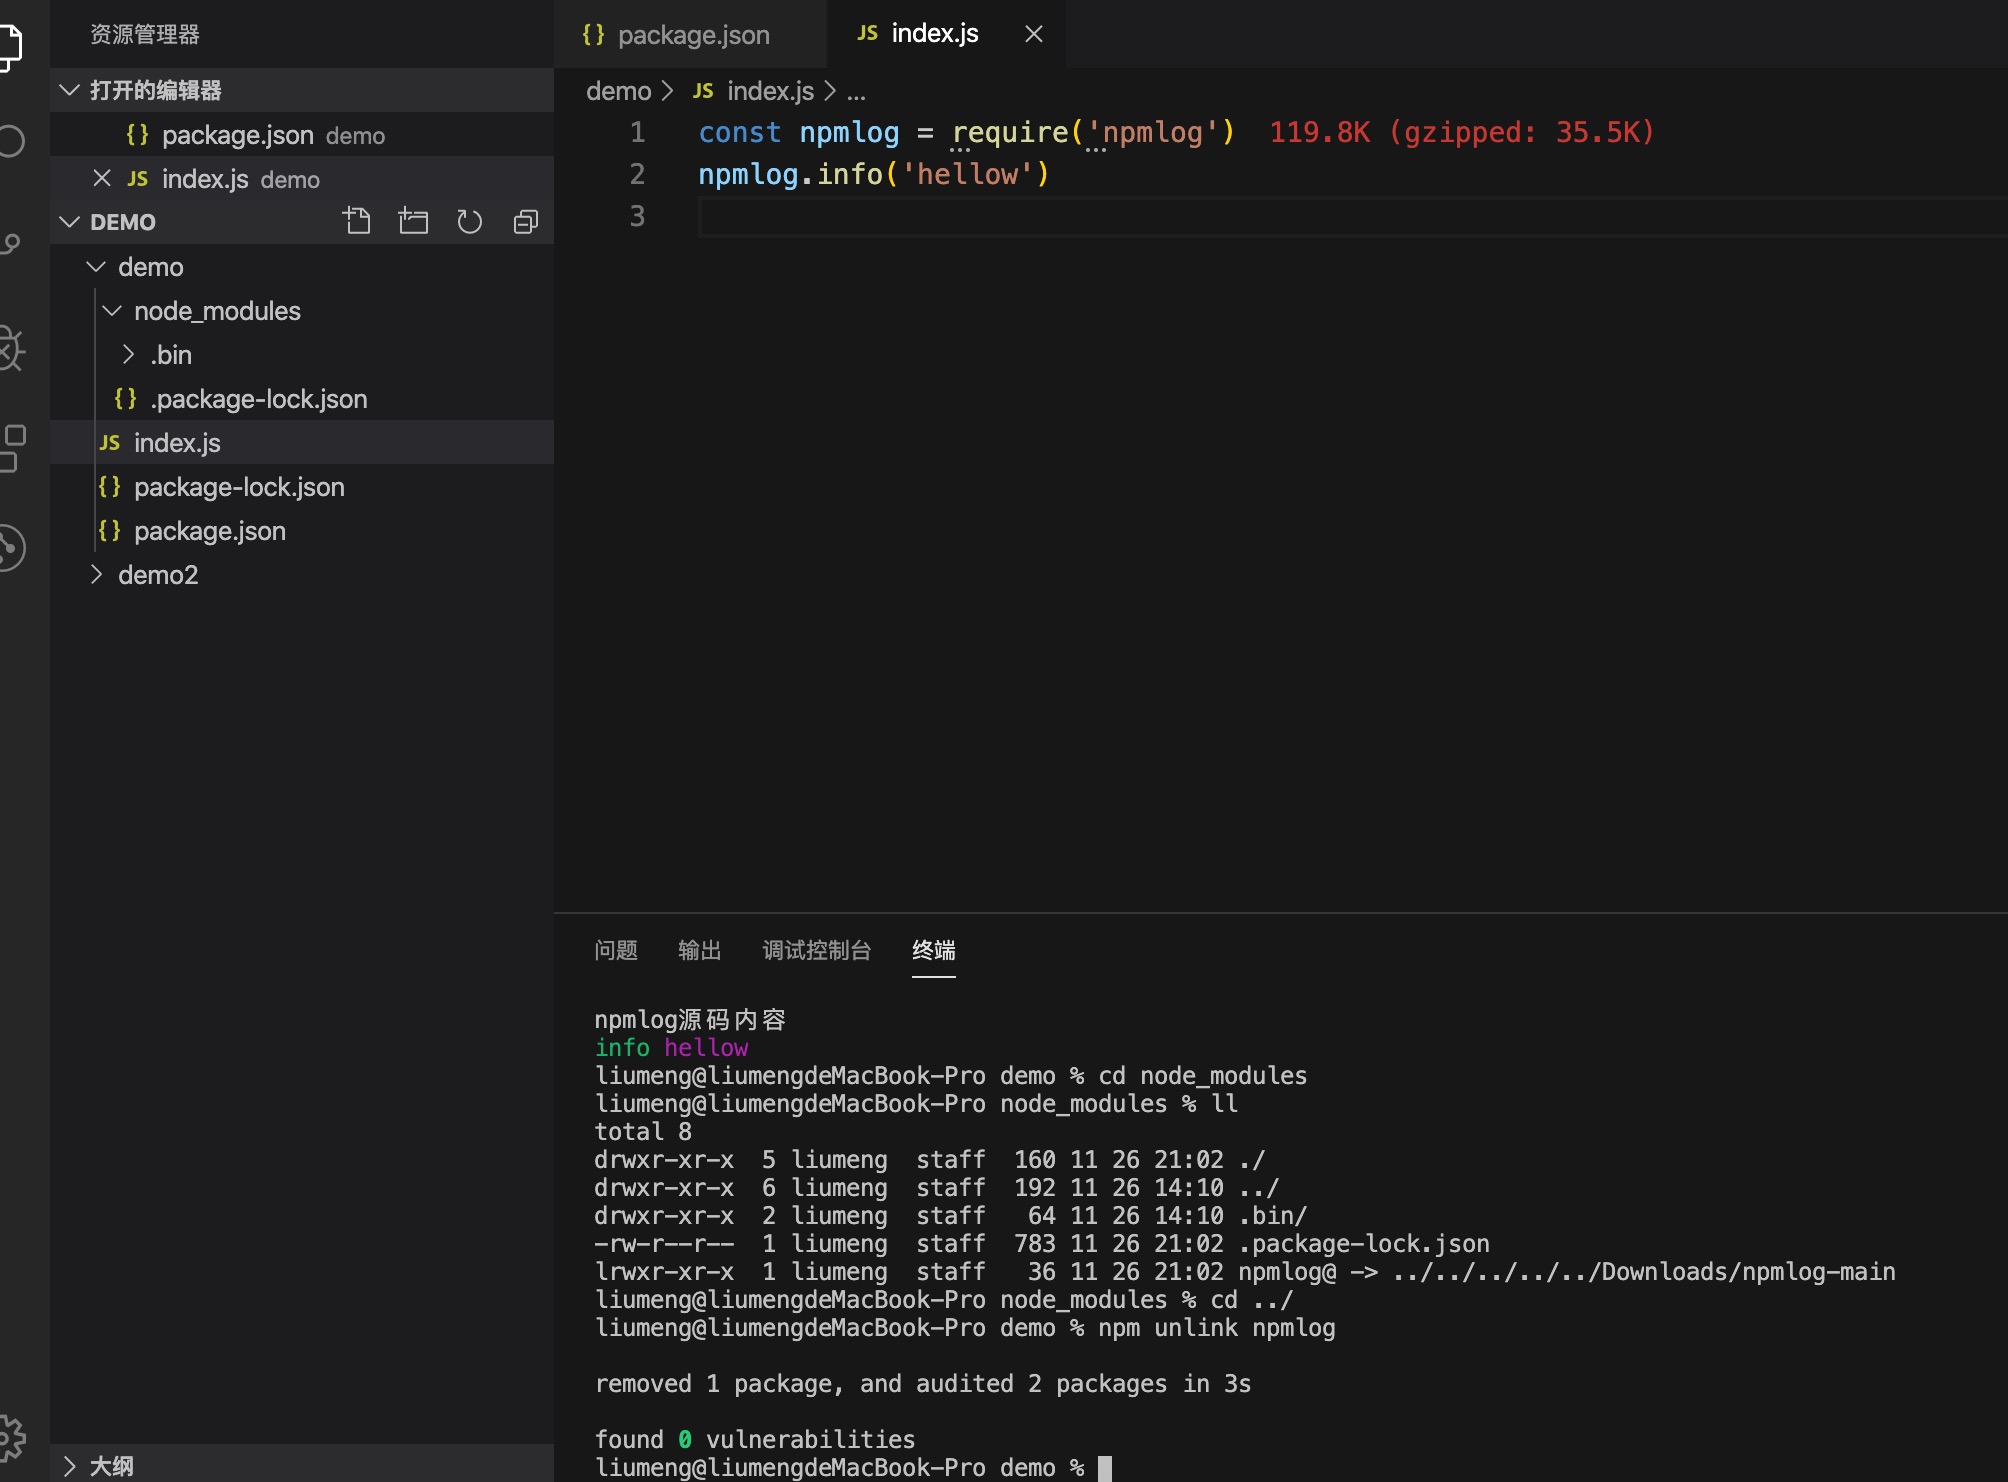 资源管理器
打开的编辑器
{} package.json demo
JS index.js demo
DEMO
demo
node_modules
.bin
{} .package-lock.json
JS index.js
{} package-lock.json
{} package.json
demo2
大纲
{} package.json
JS index.js
demo > JS index.js > ...
1 const npmlog = require('npmlog') 119.8K (gzipped: 35.5K)
2 npmlog.info('hellow')
3
问题 输出 调试控制台 终端
npmlog源码内容
info hellow
liumeng@liumengdeMacBook-Pro demo % cd node_modules
liumeng@liumengdeMacBook-Pro node_modules % ll
total 8
drwxr-xr-x  5 liumeng  staff  160 11 26 21:02 ./
drwxr-xr-x  6 liumeng  staff  192 11 26 14:10 ../
drwxr-xr-x  2 liumeng  staff   64 11 26 14:10 .bin/
-rw-r--r--  1 liumeng  staff  783 11 26 21:02 .package-lock.json
lrwxr-xr-x  1 liumeng  staff   36 11 26 21:02 npmlog@ -> ../../../../../Downloads/npmlog-main
liumeng@liumengdeMacBook-Pro node_modules % cd ../
liumeng@liumengdeMacBook-Pro demo % npm unlink npmlog
removed 1 package, and audited 2 packages in 3s
found 0 vulnerabilities
liumeng@liumengdeMacBook-Pro demo %